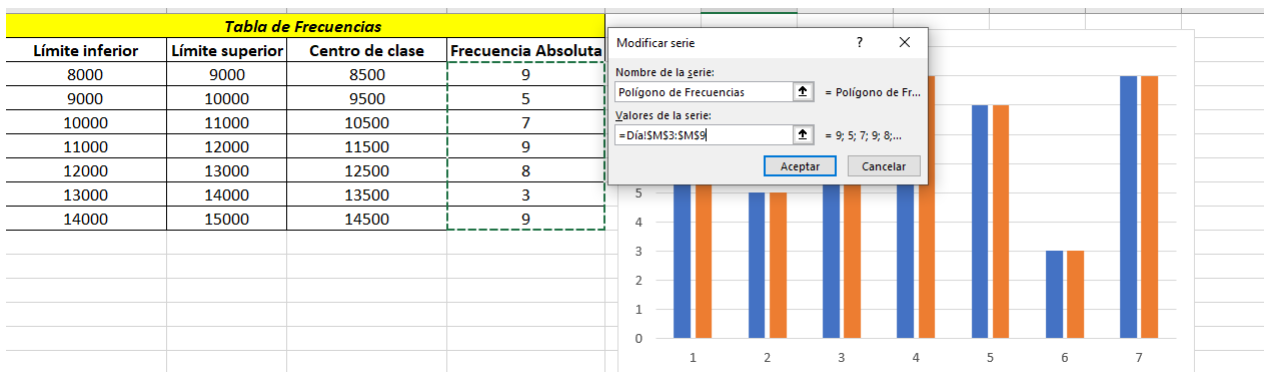 Tabla de Frecuencias
Límite inferior Límite superior Centro de clase Frecuencia Absoluta
8000 9000 8500 9
9000 10000 9500 5
10000 11000 10500 7
11000 12000 11500 9
12000 13000 12500 8
13000 14000 13500 3
14000 15000 14500 9
Modificar serie ? ×
Nombre de la serie:
Polígono de Frecuencias = Polígono de Fr...
Valores de la serie:
=Día!$M$3:$M$9 = 9; 5; 7; 9; 8;...
Aceptar Cancelar
5
4
3
2
1
0
1 2 3 4 5 6 7